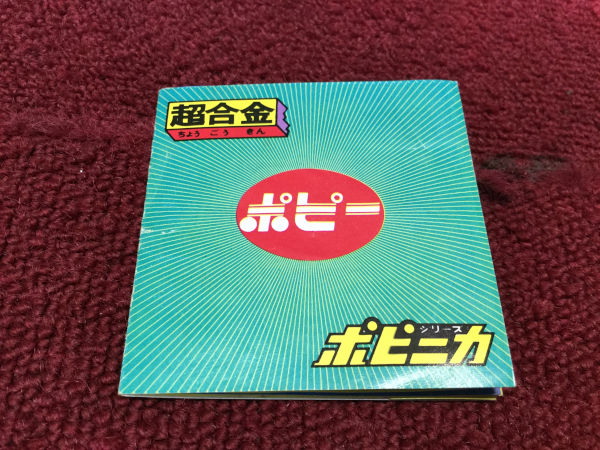 超合金
ちょう ごう きん
ポピー
シリーズ
ポピニカ